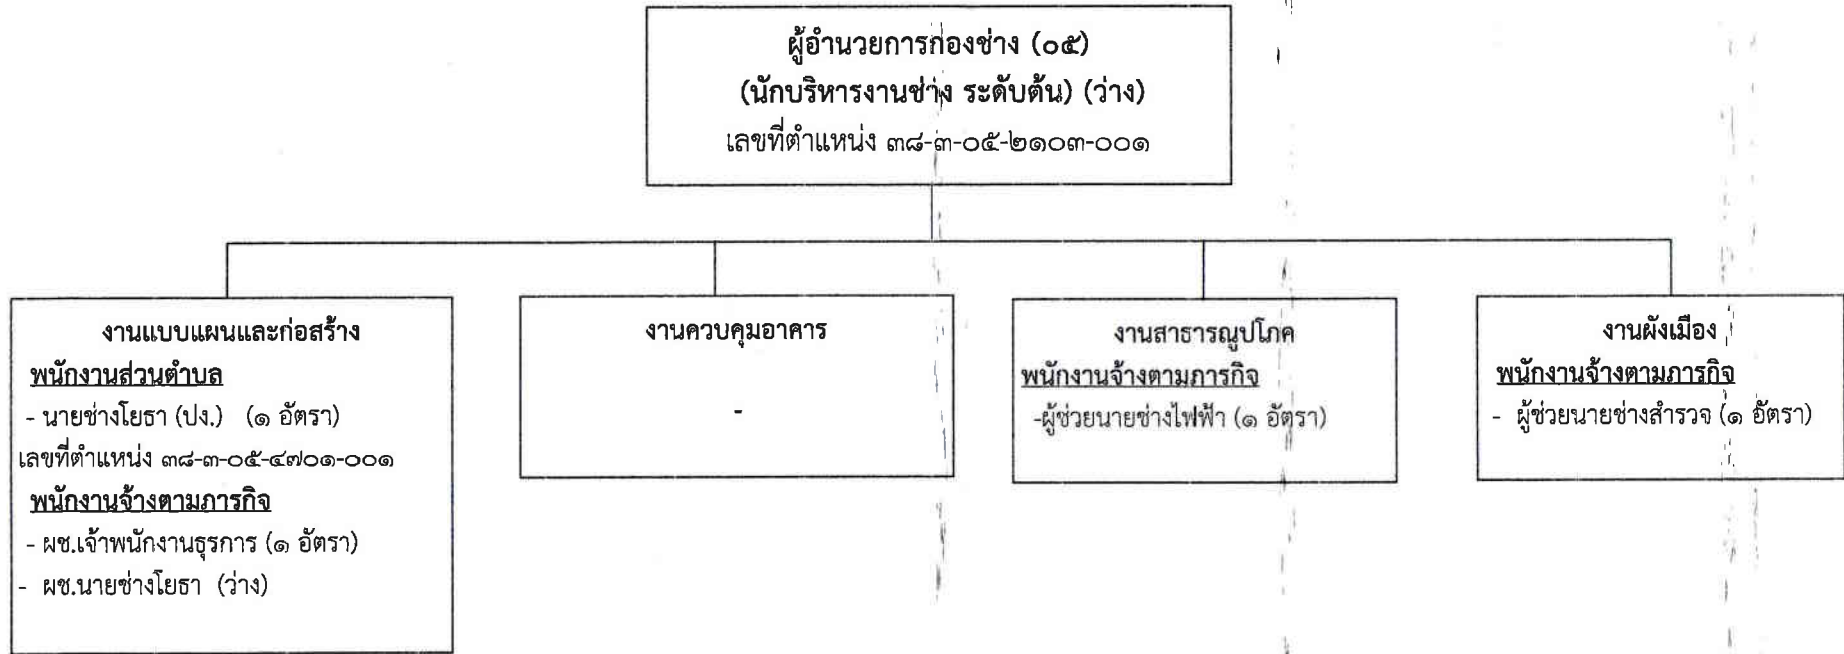 ผู้อำนวยการกองช่าง (๐๕)
(นักบริหารงานช่าง ระดับต้น) (ว่าง)
เลขที่ตำแหน่ง ๓๘-๓-๐๕-๒๑๐๓-๐๐๑
งานแบบแผนและก่อสร้าง
พนักงานส่วนตำบล
- นายช่างโยธา (ปง.) (๑ อัตรา)
เลขที่ตำแหน่ง ๓๘-๓-๐๕-๔๗๐๑-๐๐๑
พนักงานจ้างตามภารกิจ
- ผช.เจ้าพนักงานธุรการ (๑ อัตรา)
- ผช.นายช่างโยธา (ว่าง)
งานควบคุมอาคาร
-
งานสาธารณูปโภค
พนักงานจ้างตามภารกิจ
-ผู้ช่วยนายช่างไฟฟ้า (๑ อัตรา)
งานผังเมือง
พนักงานจ้างตามภารกิจ
- ผู้ช่วยนายช่างสำรวจ (๑ อัตรา)